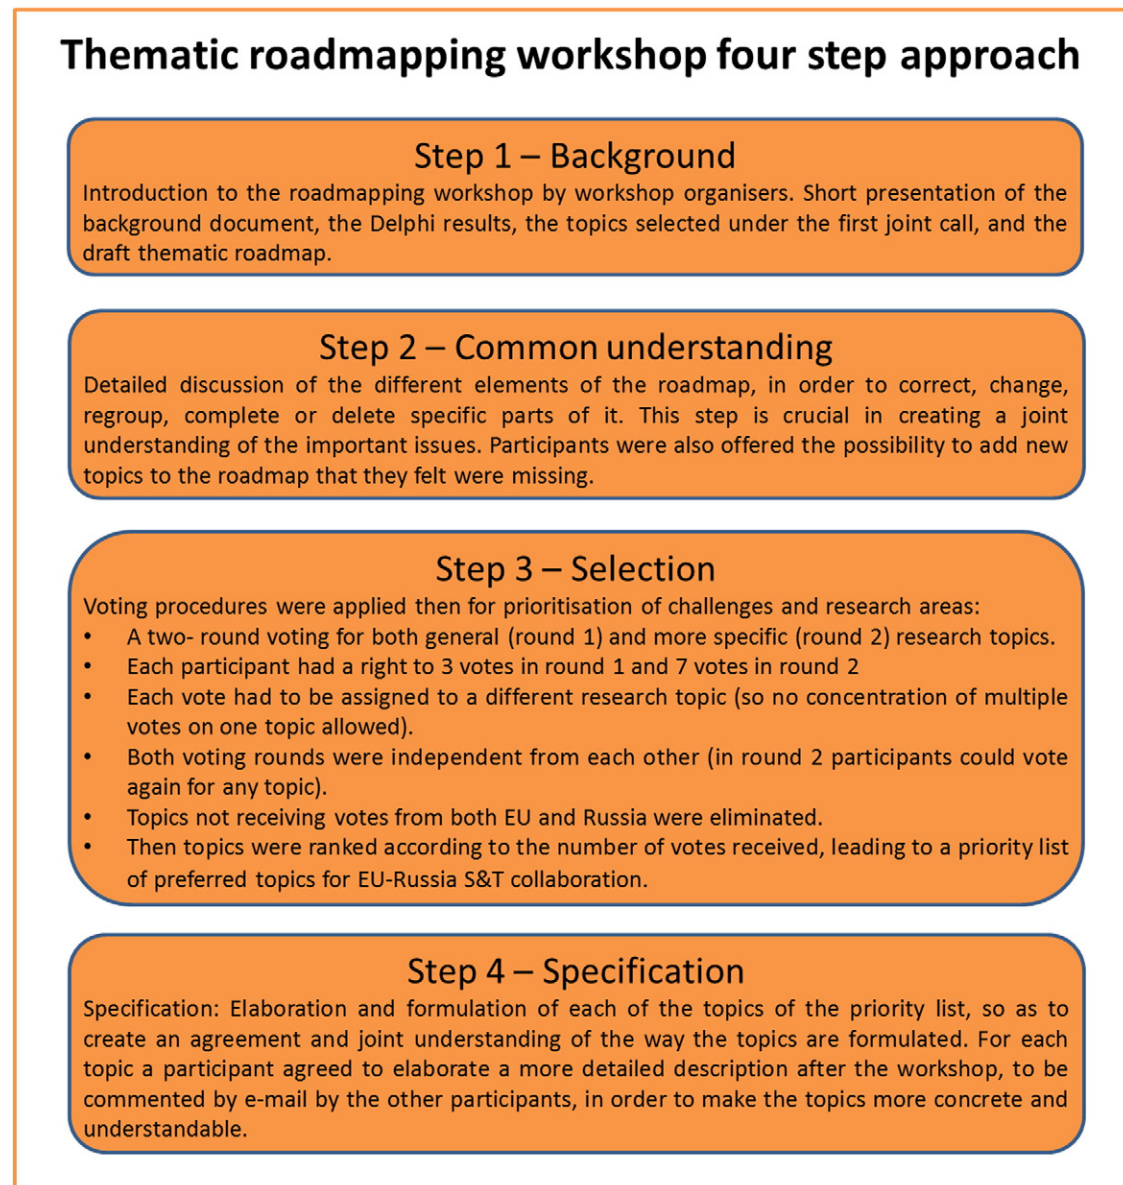 Thematic roadmapping workshop four step approach
Step 1 – Background
Introduction to the roadmapping workshop by workshop organisers. Short presentation of the
background document, the Delphi results, the topics selected under the first joint call, and the
draft thematic roadmap.
Step 2 – Common understanding
Detailed discussion of the different elements of the roadmap, in order to correct, change,
regroup, complete or delete specific parts of it. This step is crucial in creating a joint
understanding of the important issues. Participants were also offered the possibility to add new
topics to the roadmap that they felt were missing.
Step 3 – Selection
Voting procedures were applied then for prioritisation of challenges and research areas:
• A two- round voting for both general (round 1) and more specific (round 2) research topics.
• Each participant had a right to 3 votes in round 1 and 7 votes in round 2
• Each vote had to be assigned to a different research topic (so no concentration of multiple
votes on one topic allowed).
• Both voting rounds were independent from each other (in round 2 participants could vote
again for any topic).
• Topics not receiving votes from both EU and Russia were eliminated.
• Then topics were ranked according to the number of votes received, leading to a priority list
of preferred topics for EU-Russia S&T collaboration.
Step 4 – Specification
Specification: Elaboration and formulation of each of the topics of the priority list, so as to
create an agreement and joint understanding of the way the topics are formulated. For each
topic a participant agreed to elaborate a more detailed description after the workshop, to be
commented by e-mail by the other participants, in order to make the topics more concrete and
understandable.